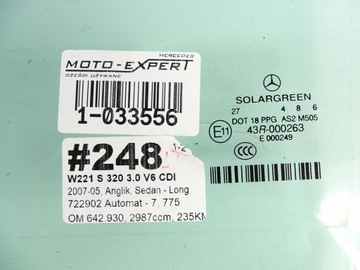 MERCEDES
MOTO-EXPERT
CZĘŚCI UŻYWANE
1-033556
#248
1-2
W221 S 320 3.0 V6 CDI
2007-05, Anglik, Sedan - Long
722902 Automat - 7, 775
OM 642.930, 2987ccm, 235KM
SOLARGREEN
27 4 8 6
DOT 18 PPG AS2 M505
E11 43R-000263
E 000249
CCC